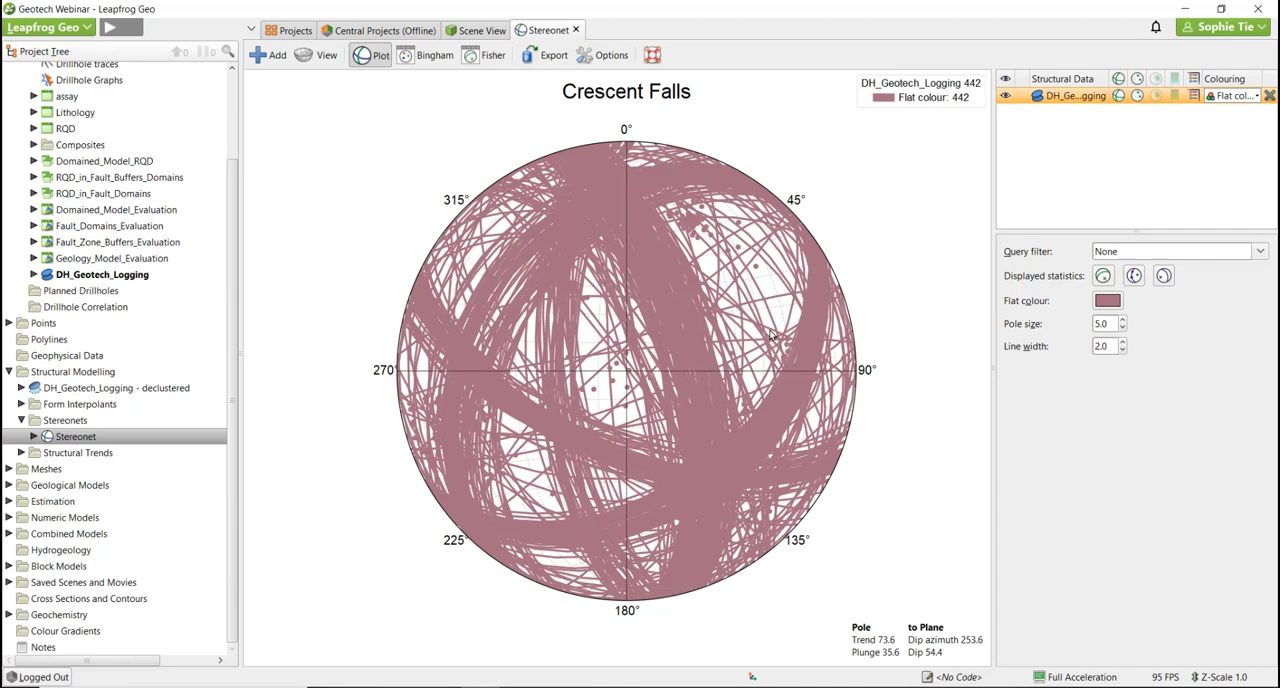 Geotech Webinar - Leapfrog Geo
Leapfrog Geo
Projects
Central Projects (Offline)
Scene View
Stereonet
Sophie Tie
Project Tree
0
0
Add
View
Plot
Bingham
Fisher
Export
Options
Drillhole traces
Drillhole Graphs
assay
Lithology
RQD
Composites
Domained_Model_RQD
RQD_in_Fault_Buffers_Domains
RQD_in_Fault_Domains
Domained_Model_Evaluation
Fault_Domains_Evaluation
Fault_Zone_Buffers_Evaluation
Geology_Model_Evaluation
DH_Geotech_Logging
Planned Drillholes
Drillhole Correlation
Points
Polylines
Geophysical Data
Structural Modelling
DH_Geotech_Logging - declustered
Form Interpolants
Stereonets
Stereonet
Structural Trends
Meshes
Geological Models
Estimation
Numeric Models
Combined Models
Hydrogeology
Block Models
Saved Scenes and Movies
Cross Sections and Contours
Geochemistry
Colour Gradients
Notes
Logged Out
Crescent Falls
DH_Geotech_Logging 442
Flat colour: 442
0°
45°
90°
135°
180°
225°
270°
315°
Pole to Plane
Trend 73.6 Dip azimuth 253.6
Plunge 35.6 Dip 54.4
Structural Data Colouring
DH_Ge...gging Flat col...
Query filter: None
Displayed statistics:
Flat colour:
Pole size: 5.0
Line width: 2.0
<No Code>
Full Acceleration
95 FPS
Z-Scale 1.0